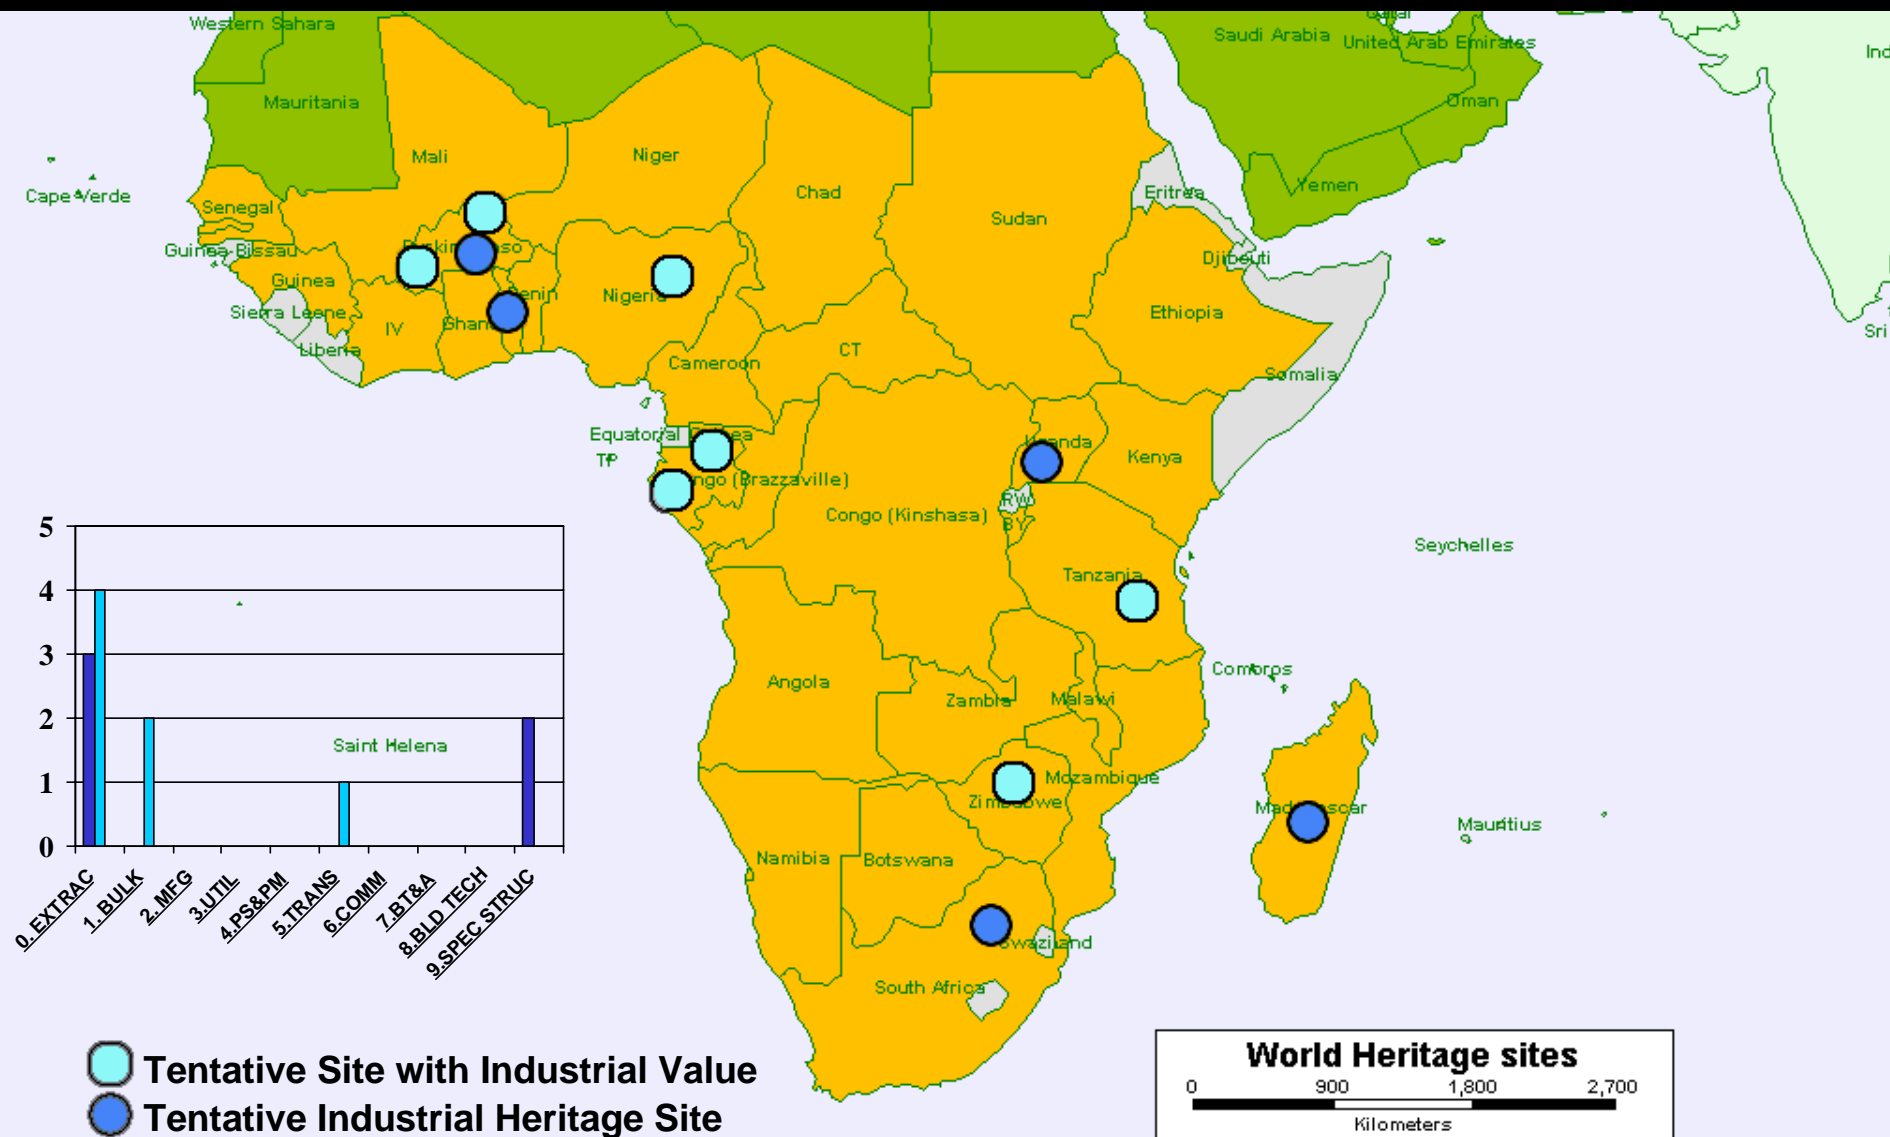 Western Sahara
Saudi Arabia
United Arab Emirates
Mauritania
Oman
Mali
Niger
Chad
Yemen
Cape Verde
Senegal
Eritrea
Sudan
Guinea Bissau
Djibouti
Guinea
Nigeria
Benin
Sierra Leone
IV
Ghana
Ethiopia
Liberia
CT
Cameroon
Somalia
Equatorial
TP
Uganda
Kenya
(Brazzaville)
RW
Congo (Kinshasa)
BY
Seychelles
Tanzania
Comoros
Angola
Zambia
Malawi
Saint Helena
Mozambique
Zimbabwe
Madagascar
Mauritius
Namibia
Botswana
Swaziland
South Africa
5
4
3
2
1
0
0.EXTRAC
1. BULK
2. MFG
3.UTIL
4.PS&PM
5.TRANS
6.COMM
7.BT&A
8.BLD TECH
9.SPEC STRUC
Tentative Site with Industrial Value
Tentative Industrial Heritage Site
World Heritage sites
0 900 1,800 2,700
Kilometers